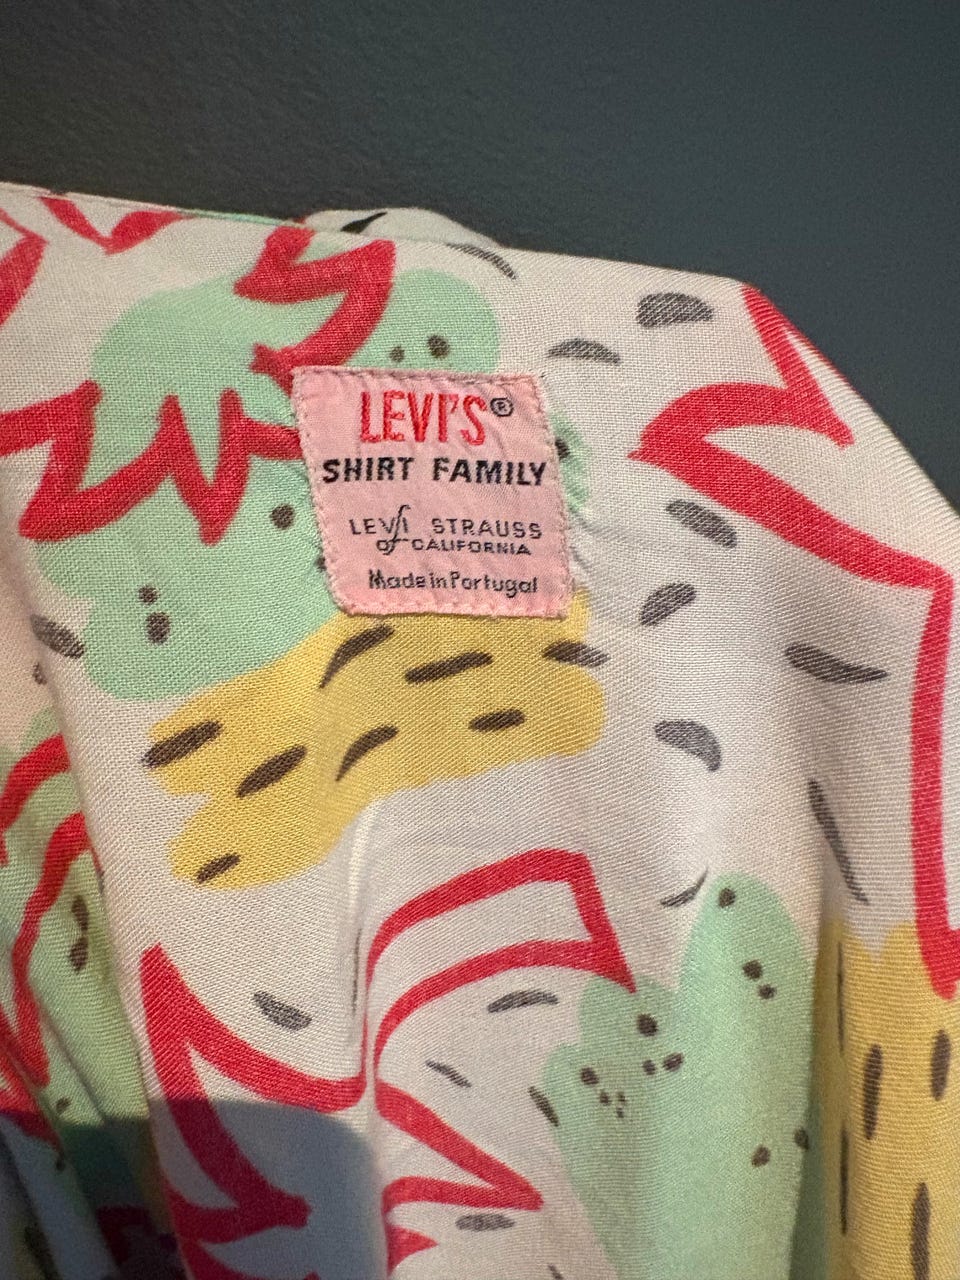 LEVI'S®
SHIRT FAMILY
LEVI STRAUSS
of CALIFORNIA
Made in Portugal